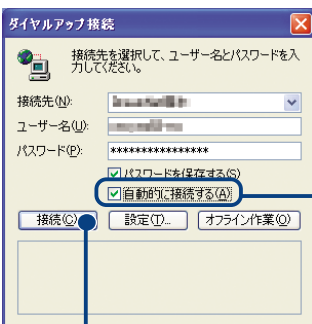 ダイヤルアップ接続
接続先を選択して、ユーザー名とパスワードを入
力してください。
接続先(N):
ユーザー名(U):
パスワード(P): ****************
パスワードを保存する(S)
自動的に接続する(A)
接続(C) 設定(T)... オフライン作業(O)